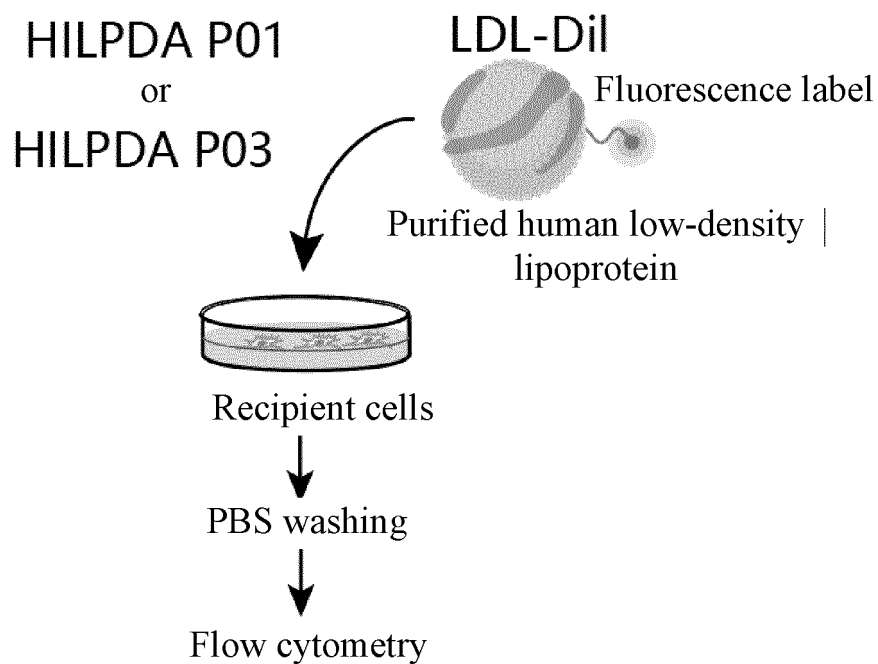 HILPDA P01
or
HILPDA P03
LDL-Dil
Fluorescence label
Purified human low-density
lipoprotein
Recipient cells
PBS washing
Flow cytometry